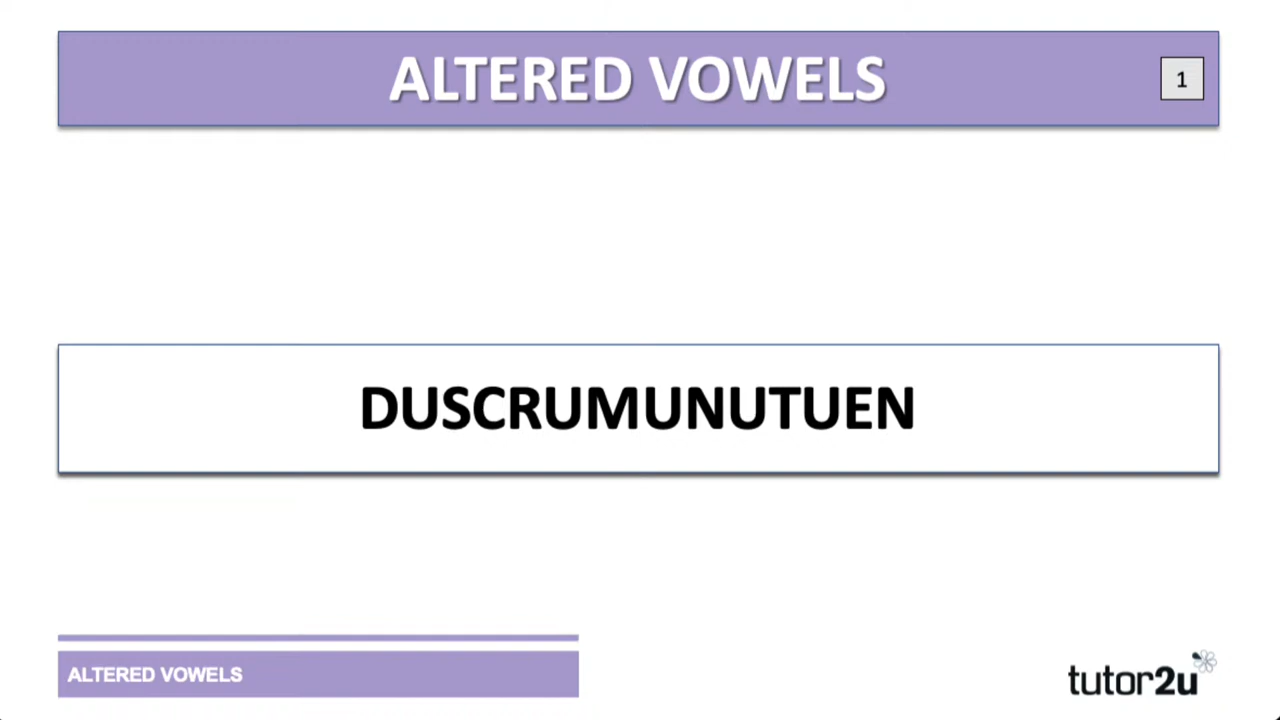 ALTERED VOWELS
1
DUSCRUMUNUTUEN
ALTERED VOWELS
tutor2u